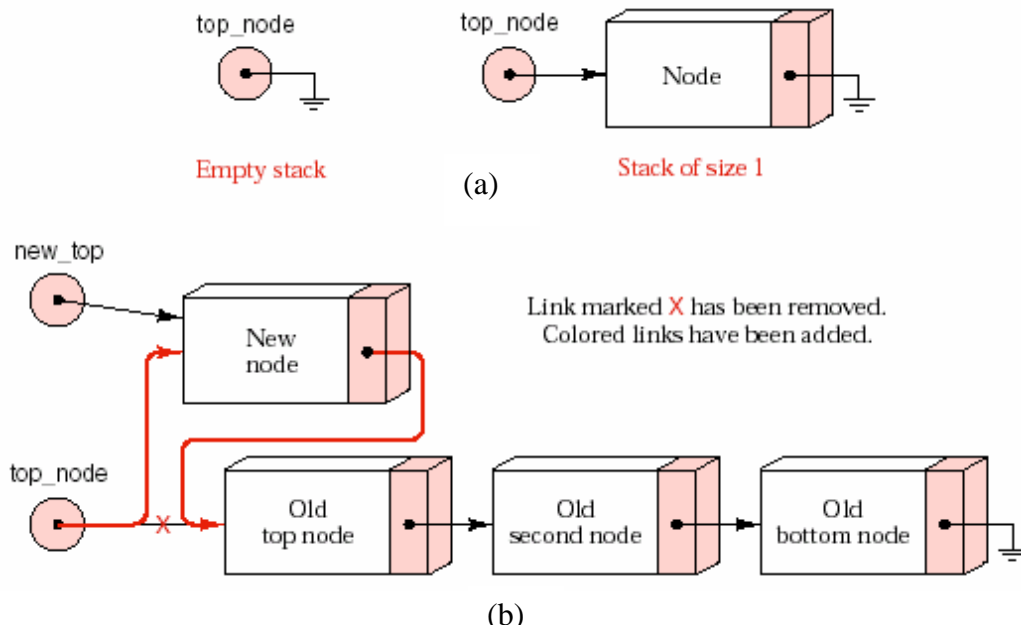 top_node
top_node
Node
Empty stack
Stack of size 1
(a)
new_top
New
node
Link marked X has been removed.
Colored links have been added.
top_node
X
Old
top node
Old
second node
Old
bottom node
(b)